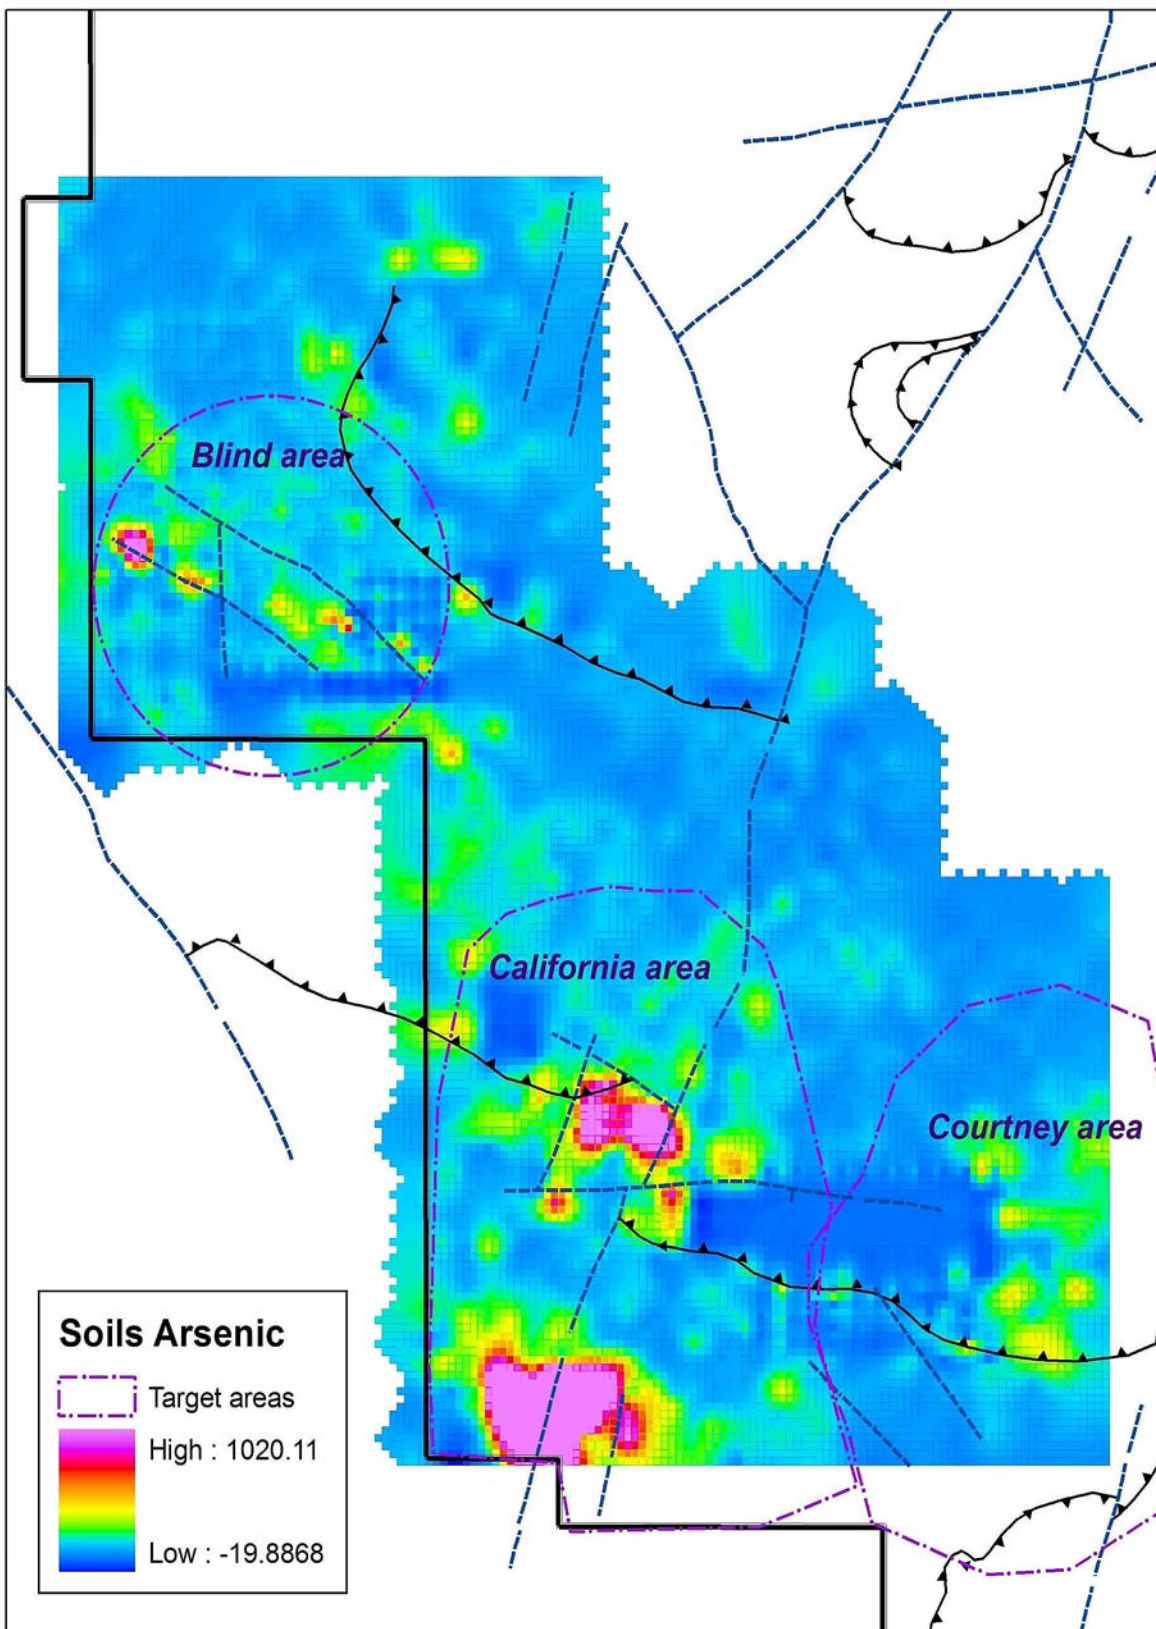 Blind area
California area
Courtney area
Soils Arsenic
Target areas
High : 1020.11
Low : -19.8868